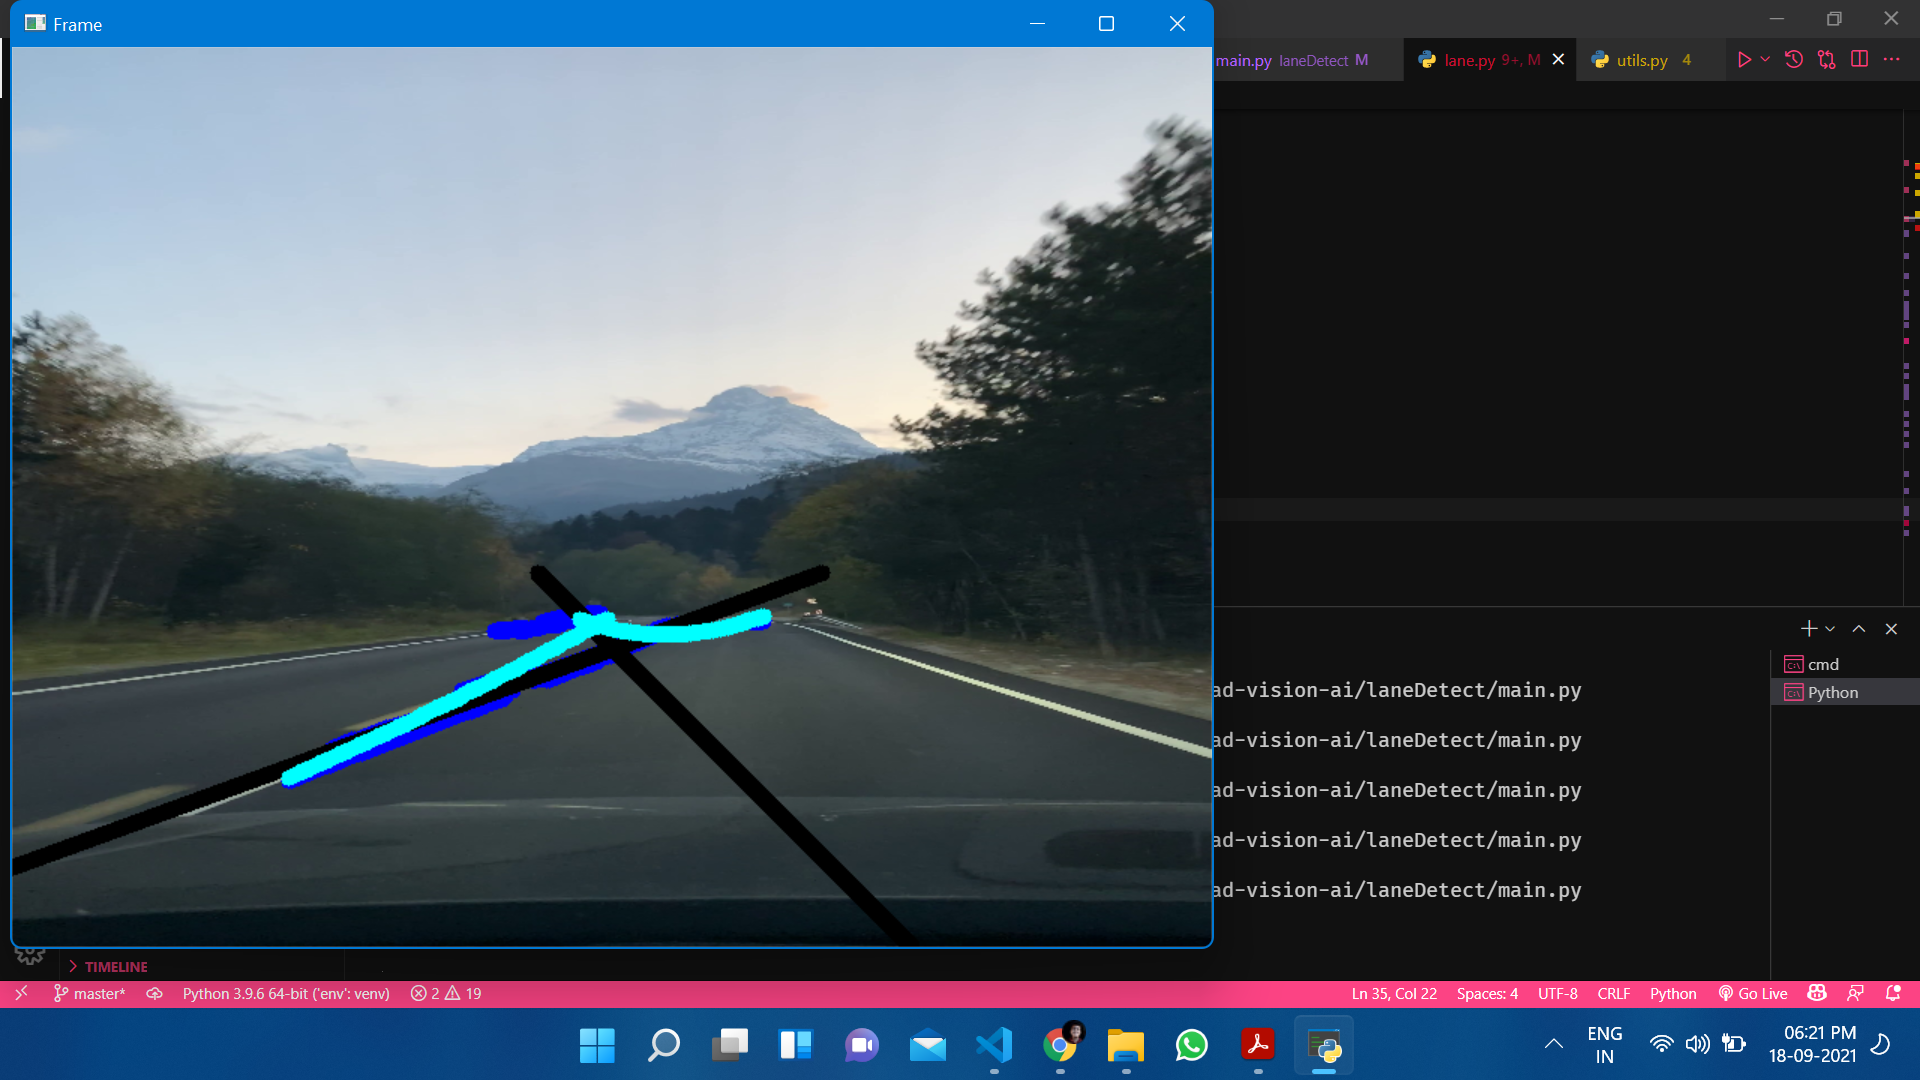 Frame
main.py laneDetect M
lane.py 9+, M
utils.py 4
cmd
Python
ad-vision-ai/laneDetect/main.py
ad-vision-ai/laneDetect/main.py
ad-vision-ai/laneDetect/main.py
ad-vision-ai/laneDetect/main.py
ad-vision-ai/laneDetect/main.py
TIMELINE
master* Python 3.9.6 64-bit ('env': venv) 2 19
Ln 35, Col 22 Spaces: 4 UTF-8 CRLF Python Go Live
ENG
IN
06:21 PM
18-09-2021